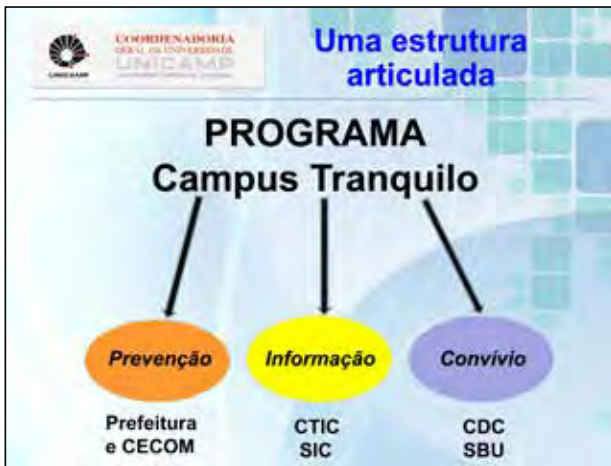 UNICAMP
COORDENADORIA
GERAL DA UNIVERSIDADE
UNICAMP
Uma estrutura
articulada
PROGRAMA
Campus Tranquilo
Prevenção
Informação
Convívio
Prefeitura
e CECOM
CTIC
SIC
CDC
SBU